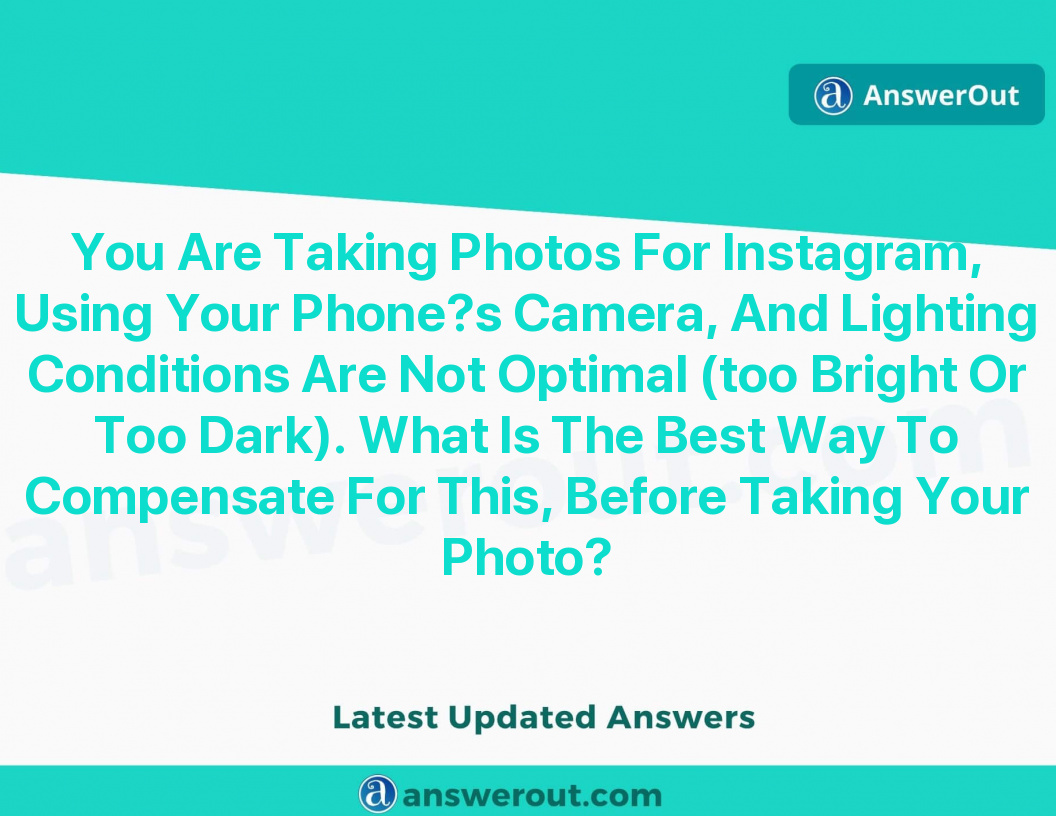 AnswerOut
You Are Taking Photos For Instagram,
Using Your Phone?s Camera, And Lighting
Conditions Are Not Optimal (too Bright Or
Too Dark). What Is The Best Way To
Compensate For This, Before Taking Your
Photo?
answerout.com
Latest Updated Answers
answerout.com